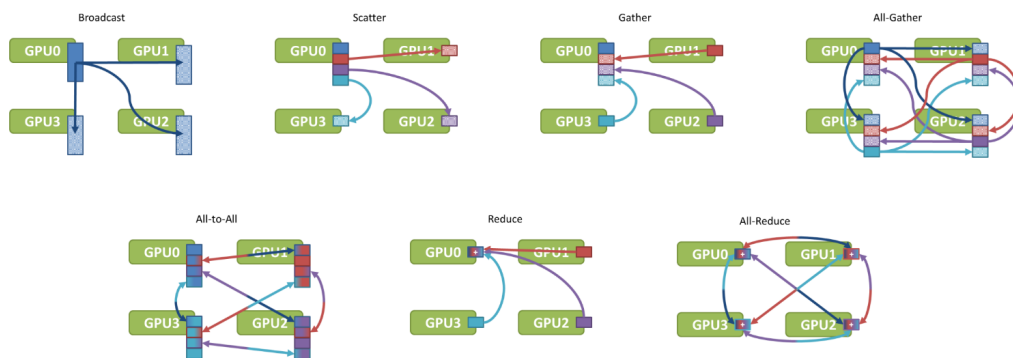 Broadcast
Scatter
Gather
All-Gather
GPU0 GPU1
GPU0 GPU1
GPU0 GPU1
GPU0 GPU1
GPU3 GPU2
GPU3 GPU2
GPU3 GPU2
GPU3 GPU2
All-to-All
Reduce
All-Reduce
GPU0 GPU1
GPU0 + GPU1
GPU0 + GPU1 +
GPU3 GPU2
GPU3 GPU2
GPU3 + GPU2 +